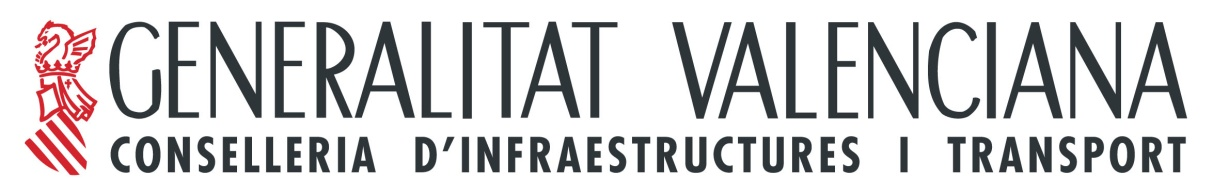 GENERALITAT VALENCIANA
CONSELLERIA D'INFRAESTRUCTURES I TRANSPORT